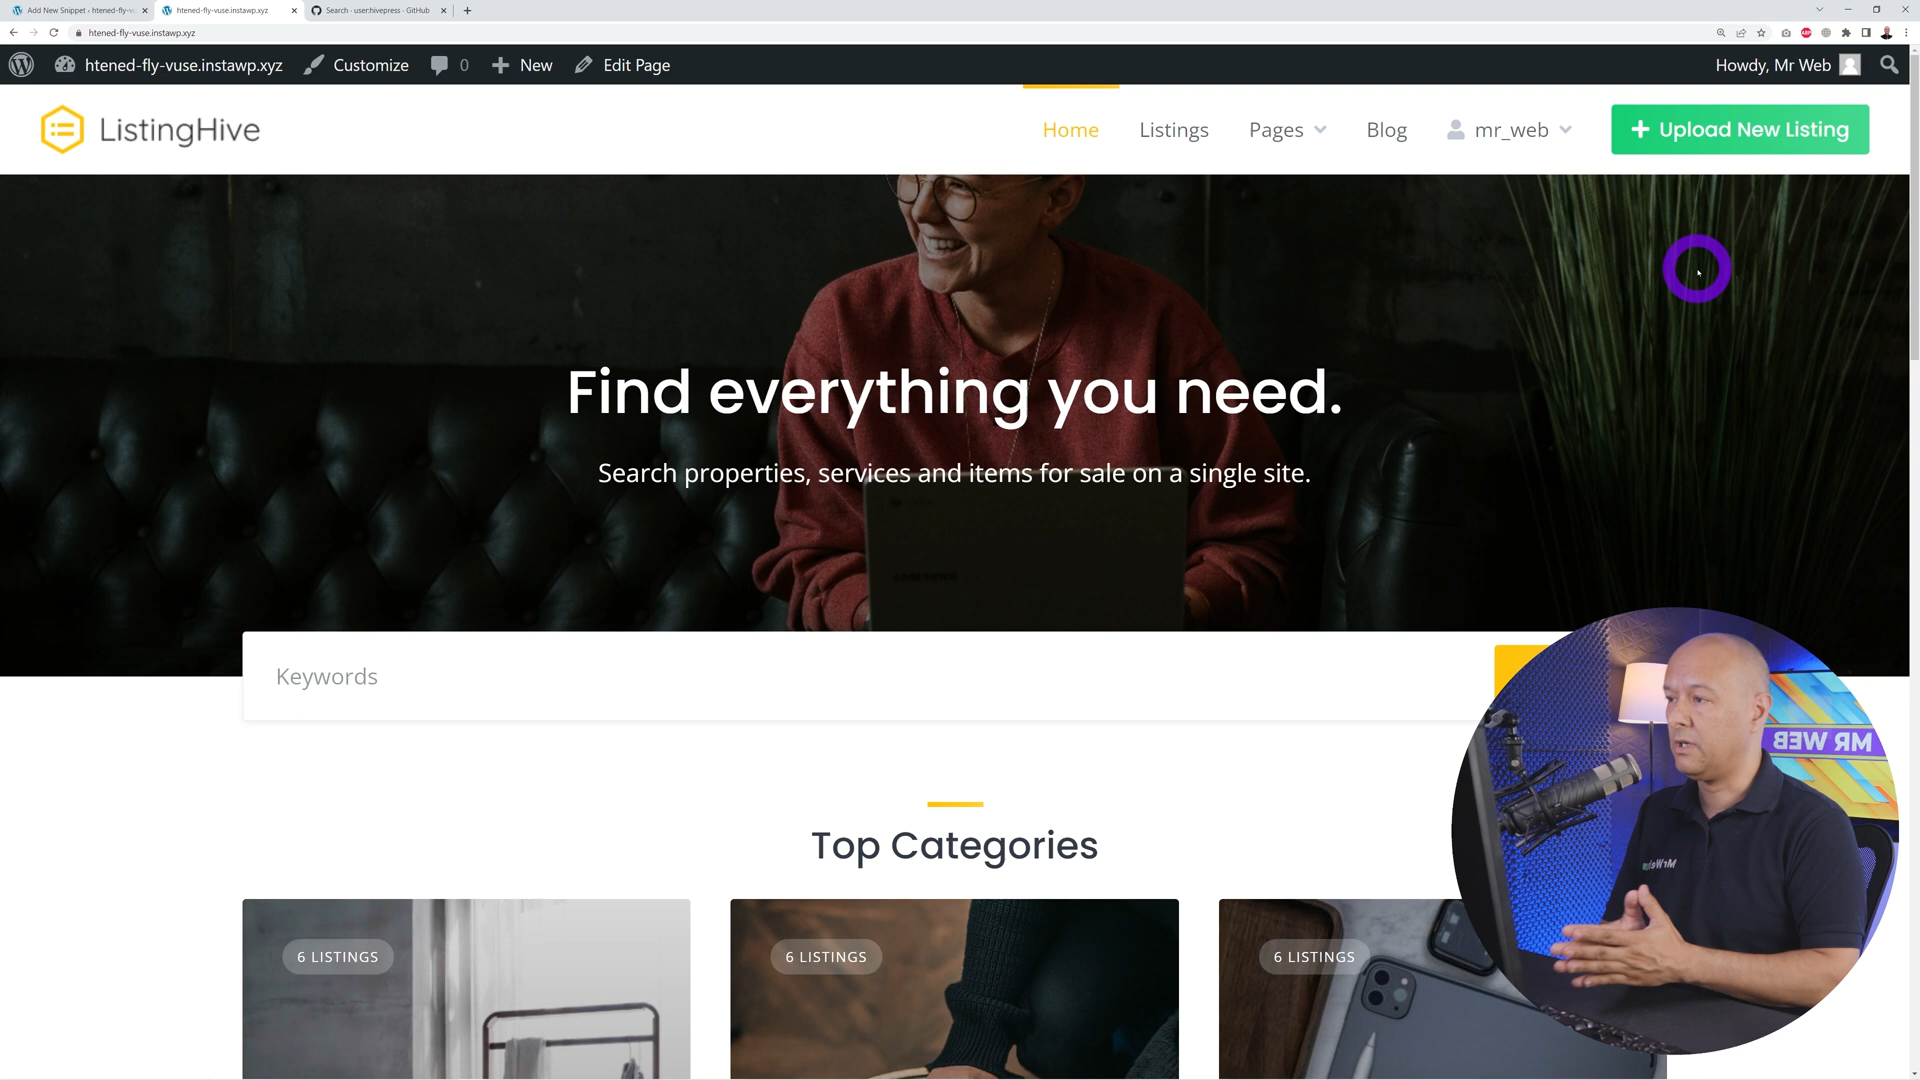 Add New Snippet ‹ htened-fly-vu
htened-fly-vuse.instawp.xyz
Search · user:hivepress · GitHub
htened-fly-vuse.instawp.xyz
ABP
htened-fly-vuse.instawp.xyz
Customize
0
New
Edit Page
Howdy, Mr Web
ListingHive
Home
Listings
Pages
Blog
mr_web
Upload New Listing
Find everything you need.
Search properties, services and items for sale on a single site.
SAMSUNG
Keywords
MR WEB
Top Categories
6 LISTINGS
6 LISTINGS
6 LISTINGS